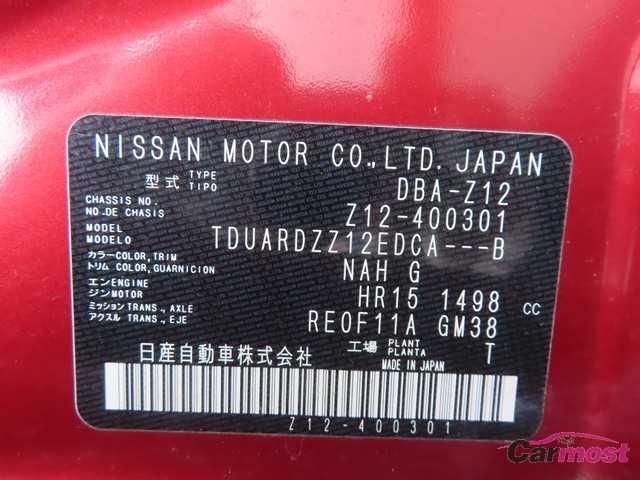 NISSAN MOTOR CO.,LTD. JAPAN
型式 TYPE TIPO DBA-Z12
CHASSIS NO. NO.DE CHASIS Z12-400301
MODEL MODELO TDUARDZZ12EDCA---B
カラー COLOR,TRIM トリム COLOR,GUARNICION NAH G
エンジン ENGINE MOTOR HR15 1498 CC
ミッション TRANS.,AXLE アクスル TRANS.,EJE RE0F11A GM38
日産自動車株式会社 工場 PLANT PLANTA T
MADE IN JAPAN
Z12-400301
Carmost